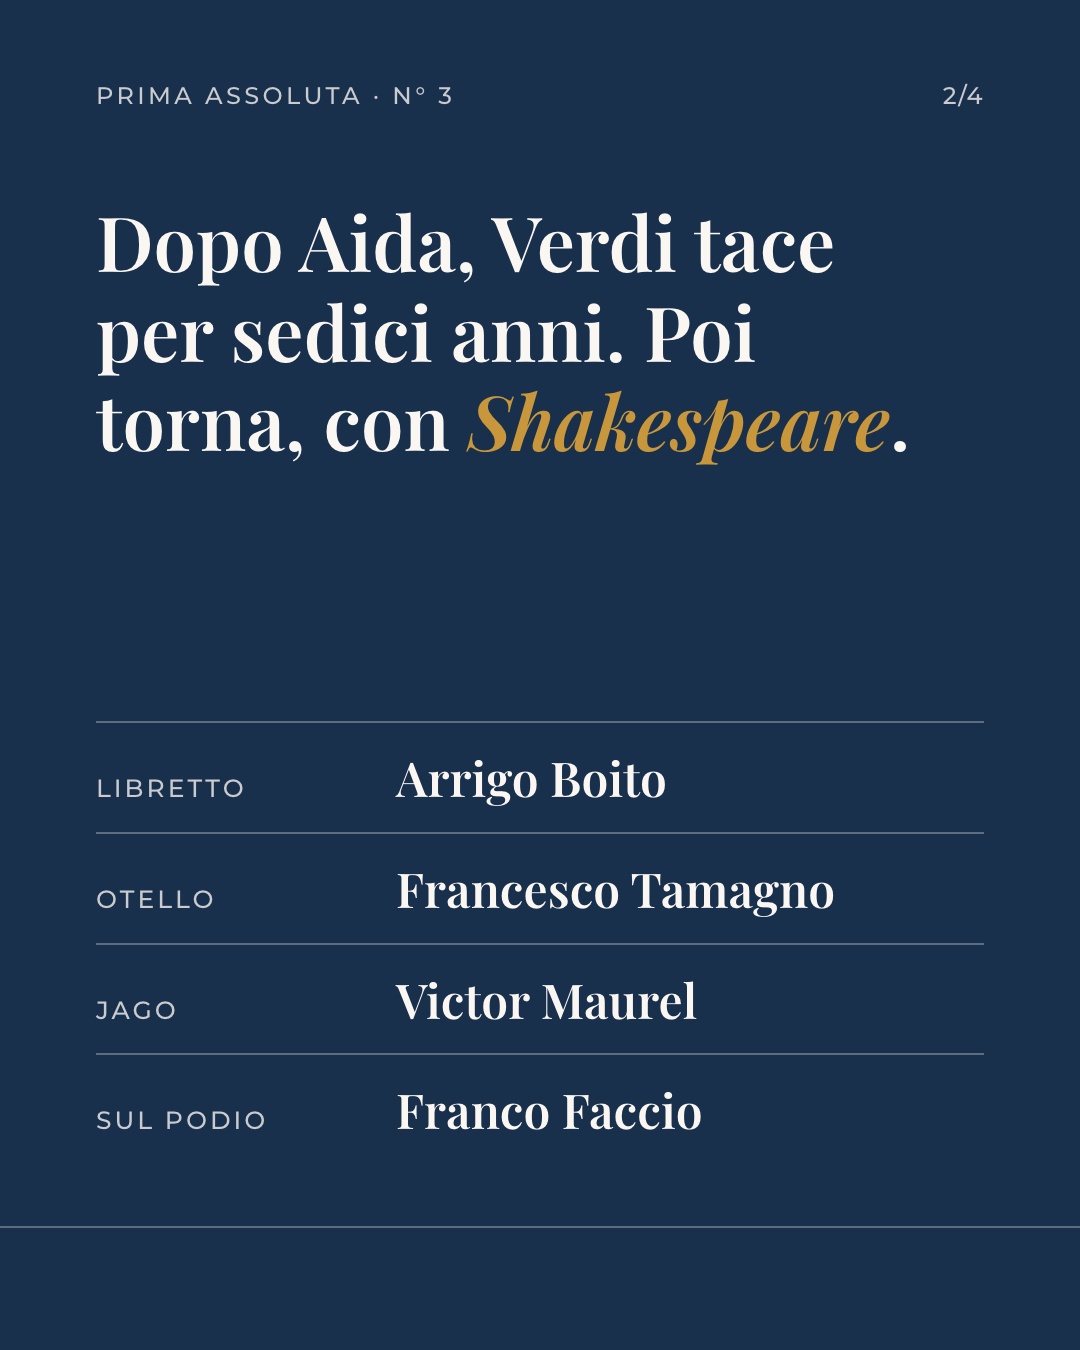 PRIMA ASSOLUTA · N° 3
2/4
Dopo Aida, Verdi tace
per sedici anni. Poi
torna, con Shakespeare.
LIBRETTO Arrigo Boito
OTELLO Francesco Tamagno
JAGO Victor Maurel
SUL PODIO Franco Faccio